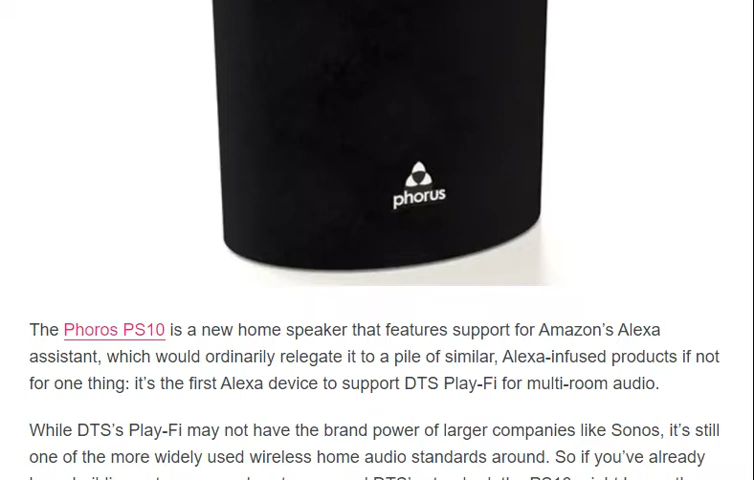 phorus
The Phoros PS10 is a new home speaker that features support for Amazon’s Alexa
assistant, which would ordinarily relegate it to a pile of similar, Alexa-infused products if not
for one thing: it’s the first Alexa device to support DTS Play-Fi for multi-room audio.
While DTS’s Play-Fi may not have the brand power of larger companies like Sonos, it’s still
one of the more widely used wireless home audio standards around. So if you’ve already